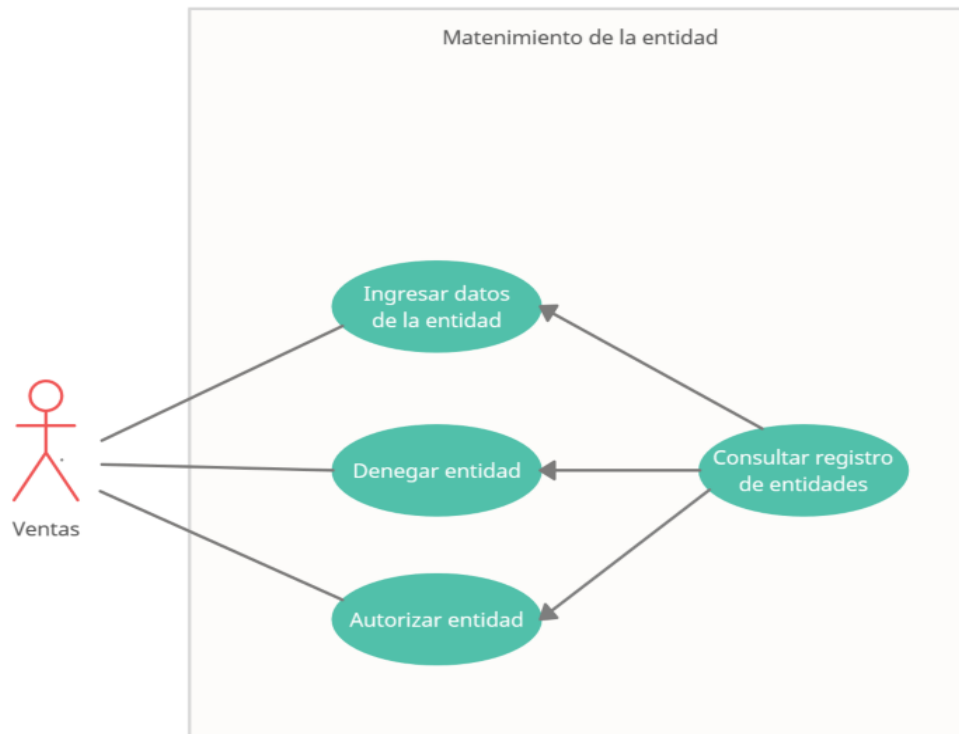 Matenimiento de la entidad
Ingresar datos
de la entidad
Denegar entidad
Consultar registro
de entidades
Ventas
Autorizar entidad